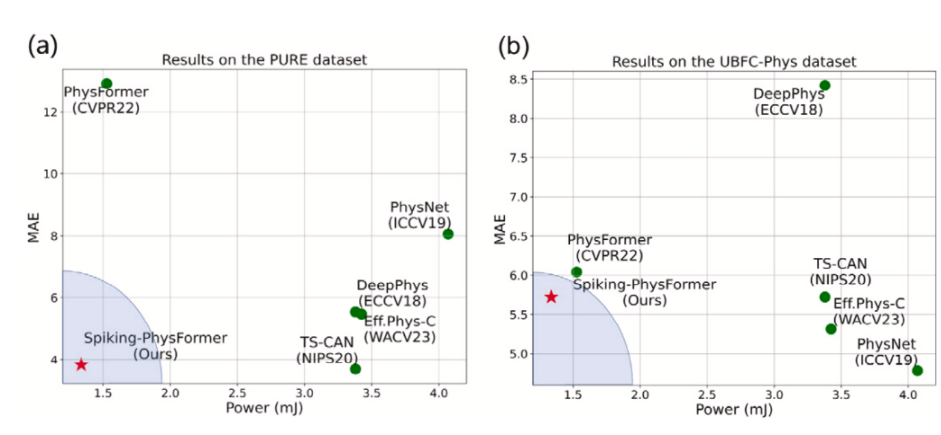 (a)
Results on the PURE dataset
PhysFormer
(CVPR22)
PhysNet
(ICCV19)
DeepPhys
(ECCV18)
Eff.Phys-C
(WACV23)
TS-CAN
(NIPS20)
Spiking-PhysFormer
(Ours)
MAE
12
10
8
6
4
1.5
2.0
2.5
3.0
3.5
4.0
Power (mJ)
(b)
Results on the UBFC-Phys dataset
DeepPhys
(ECCV18)
PhysFormer
(CVPR22)
Spiking-PhysFormer
(Ours)
TS-CAN
(NIPS20)
Eff.Phys-C
(WACV23)
PhysNet
(ICCV19)
MAE
8.5
8.0
7.5
7.0
6.5
6.0
5.5
5.0
1.5
2.0
2.5
3.0
3.5
4.0
Power (mJ)